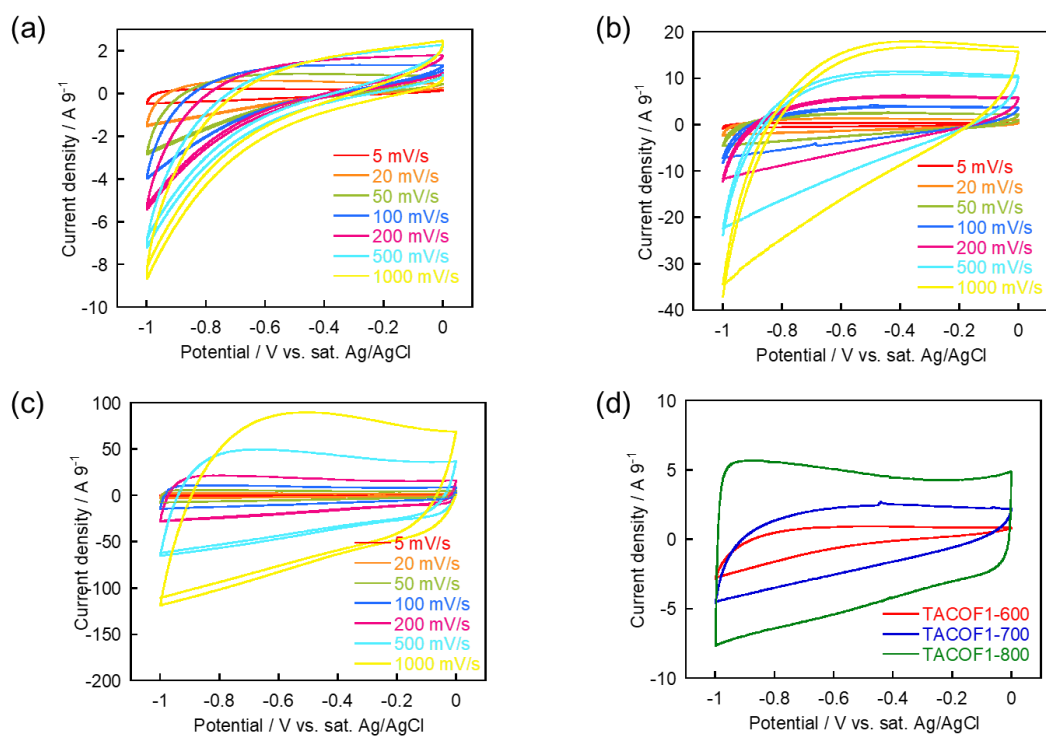 (a)
2
0
-2
-4
-6
-8
-10
Current density / A 9⁻¹
5 mV/s
20 mV/s
50 mV/s
100 mV/s
200 mV/s
500 mV/s
1000 mV/s
-1 -0.8 -0.6 -0.4 -0.2 0
Potential / V vs. sat. Ag/AgCl
(b)
20
10
0
-10
-20
-30
-40
Current density / A 9⁻¹
5 mV/s
20 mV/s
50 mV/s
100 mV/s
200 mV/s
500 mV/s
1000 mV/s
-1 -0.8 -0.6 -0.4 -0.2 0
Potential / V vs. sat. Ag/AgCl
(c)
100
50
0
-50
-100
-150
-200
Current density / A 9⁻¹
5 mV/s
20 mV/s
50 mV/s
100 mV/s
200 mV/s
500 mV/s
1000 mV/s
-1 -0.8 -0.6 -0.4 -0.2 0
Potential / V vs. sat. Ag/AgCl
(d)
10
5
0
-5
-10
Current density / A 9⁻¹
TACOF1-600
TACOF1-700
TACOF1-800
-1 -0.8 -0.6 -0.4 -0.2 0
Potential / V vs. sat. Ag/AgCl